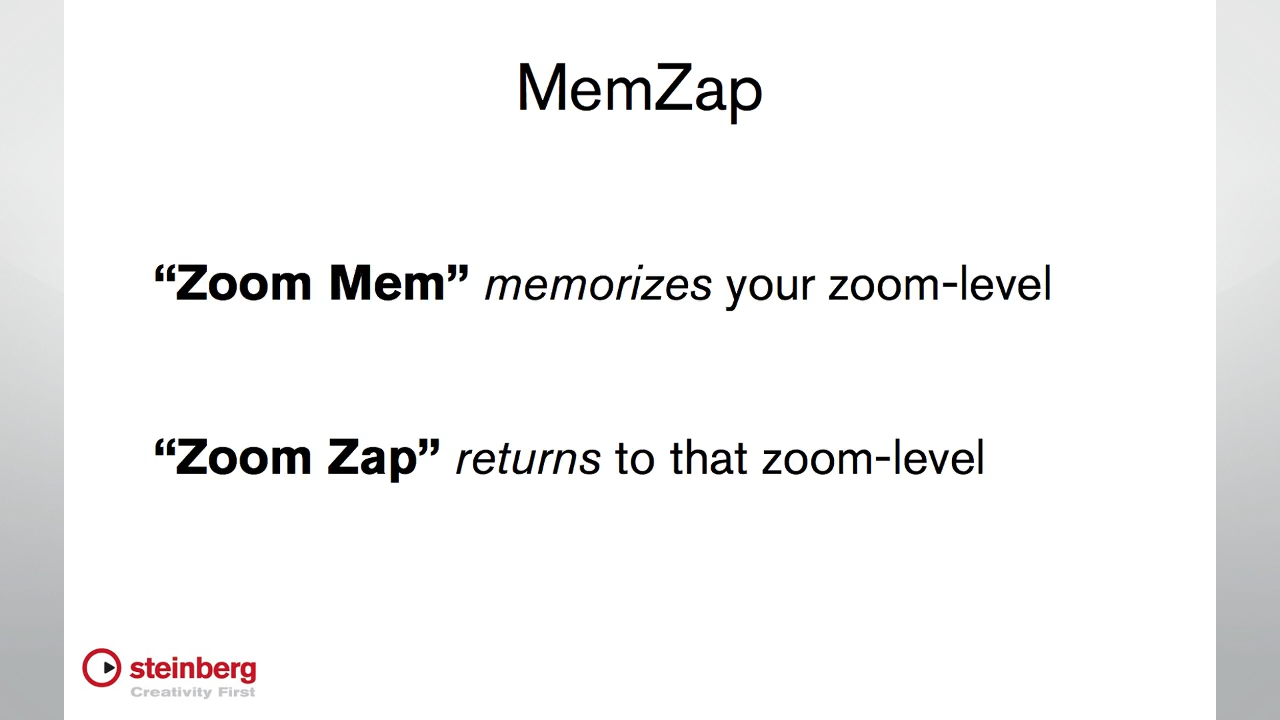 MemZap
“Zoom Mem” memorizes your zoom-level
“Zoom Zap” returns to that zoom-level
steinberg
Creativity First